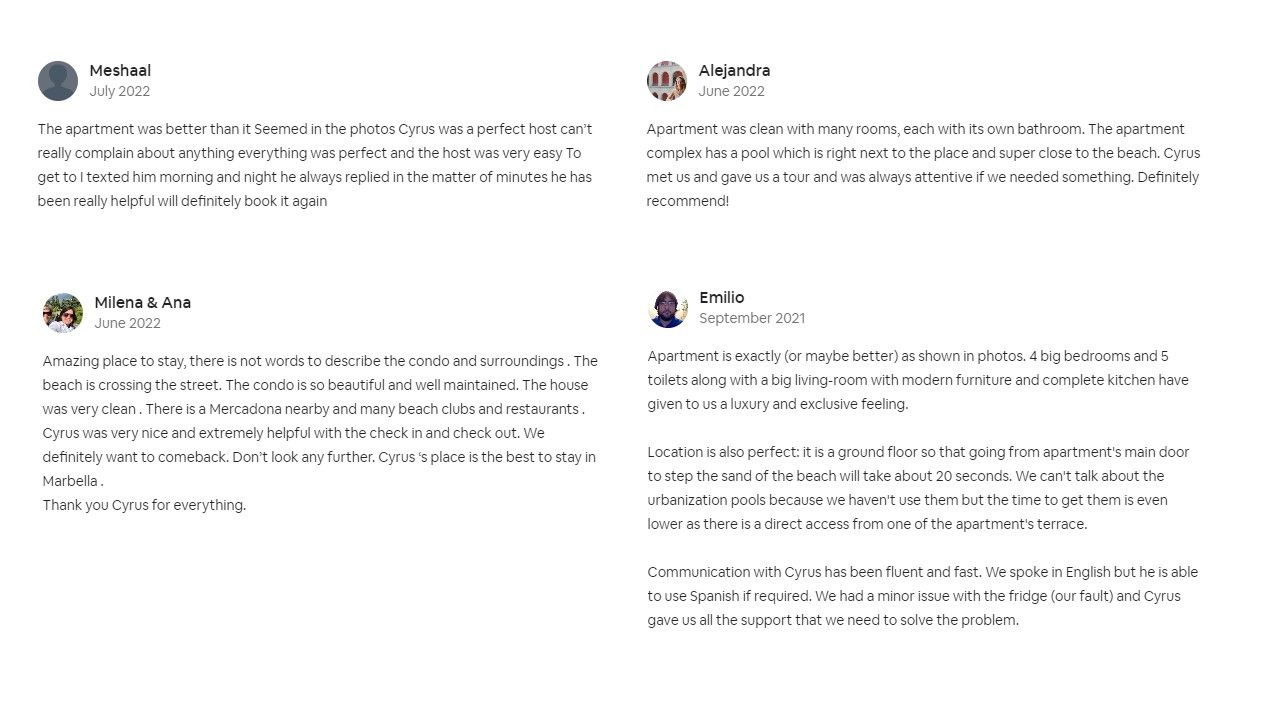 Meshaal
July 2022
The apartment was better than it Seemed in the photos Cyrus was a perfect host can’t
really complain about anything everything was perfect and the host was very easy To
get to I texted him morning and night he always replied in the matter of minutes he has
been really helpful will definitely book it again
Alejandra
June 2022
Apartment was clean with many rooms, each with its own bathroom. The apartment
complex has a pool which is right next to the place and super close to the beach. Cyrus
met us and gave us a tour and was always attentive if we needed something. Definitely
recommend!
Milena & Ana
June 2022
Amazing place to stay, there is not words to describe the condo and surroundings . The
beach is crossing the street. The condo is so beautiful and well maintained. The house
was very clean . There is a Mercadona nearby and many beach clubs and restaurants .
Cyrus was very nice and extremely helpful with the check in and check out. We
definitely want to comeback. Don’t look any further. Cyrus ‘s place is the best to stay in
Marbella .
Thank you Cyrus for everything.
Emilio
September 2021
Apartment is exactly (or maybe better) as shown in photos. 4 big bedrooms and 5
toilets along with a big living-room with modern furniture and complete kitchen have
given to us a luxury and exclusive feeling.
Location is also perfect: it is a ground floor so that going from apartment's main door
to step the sand of the beach will take about 20 seconds. We can't talk about the
urbanization pools because we haven't use them but the time to get them is even
lower as there is a direct access from one of the apartment's terrace.
Communication with Cyrus has been fluent and fast. We spoke in English but he is able
to use Spanish if required. We had a minor issue with the fridge (our fault) and Cyrus
gave us all the support that we need to solve the problem.